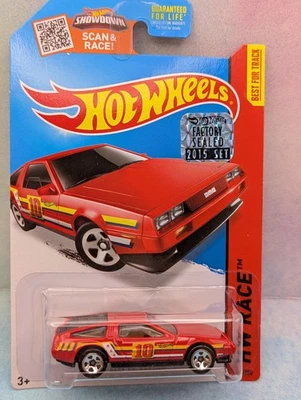 SHOWDOWN
SCAN &
RACE!
GUARANTEED
FOR LIFE
HOT WHEELS
BEST FOR TRACK
FACTORY
SEALED
2015 SET
10
DMC
10
HW RACE™
3+